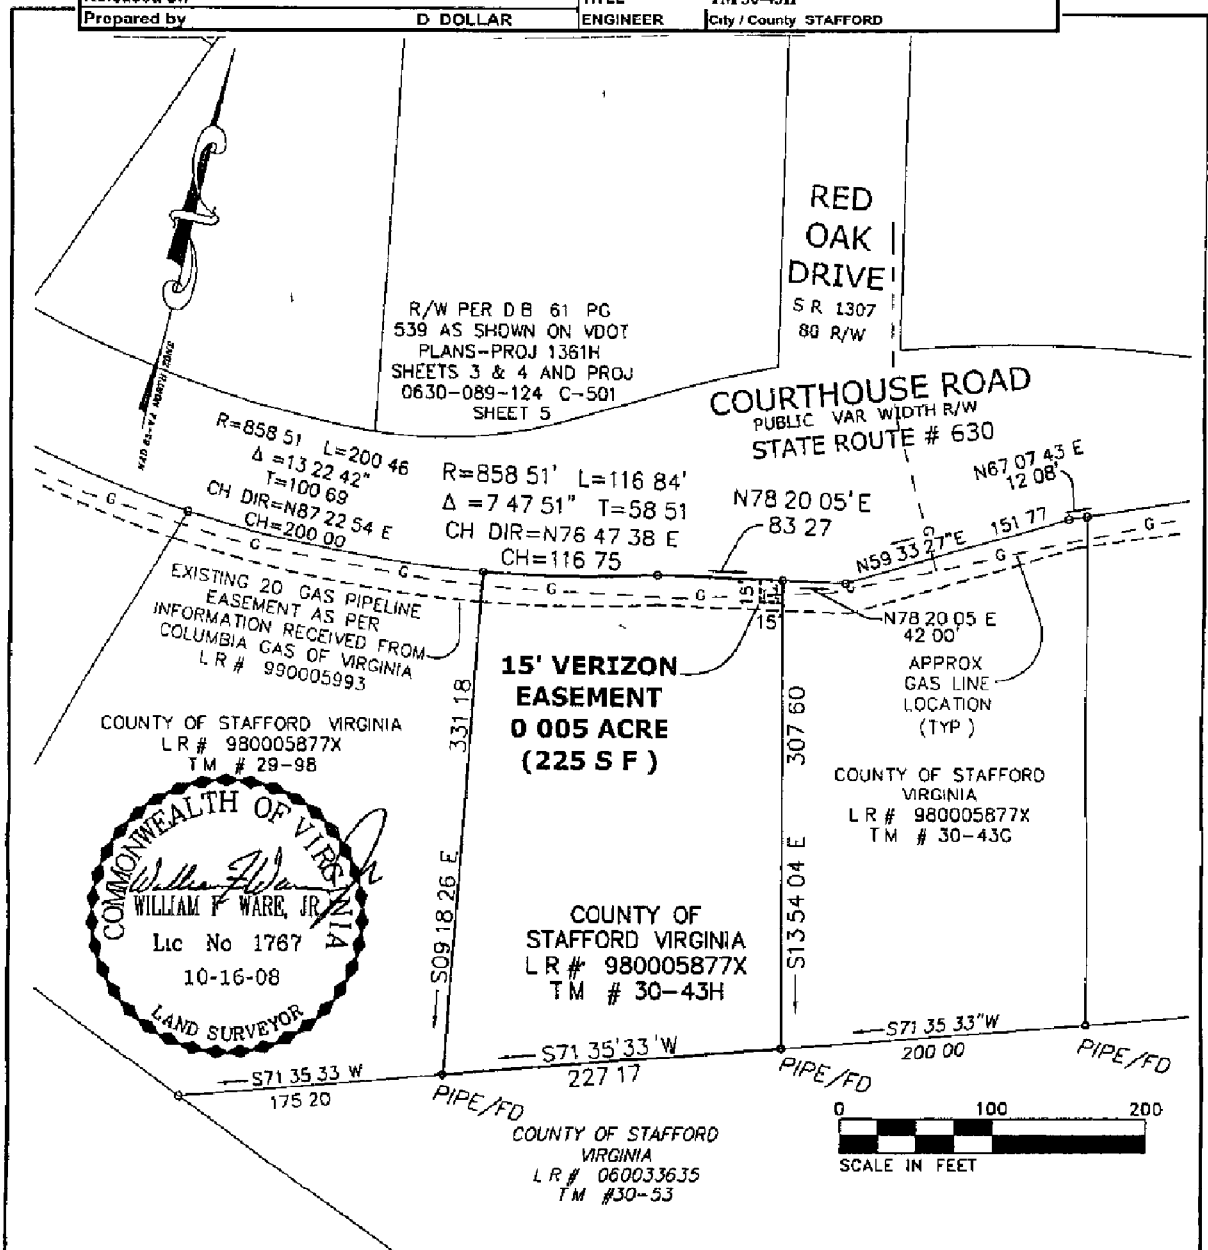 Prepared by D DOLLAR ENGINEER City / County STAFFORD
RED
OAK
DRIVE
S R 1307
80 R/W
R/W PER D B 61 PG
539 AS SHOWN ON VDOT
PLANS-PROJ 1361H
SHEETS 3 & 4 AND PROJ
0630-089-124 C-501
SHEET 5
COURTHOUSE ROAD
PUBLIC VAR WIDTH R/W
STATE ROUTE # 630
R=858 51 L=200 46
Δ =13 22 42"
T=100 69
CH DIR=N87 22 54 E
CH=200 00
R=858 51' L=116 84'
Δ =7 47 51" T=58 51
CH DIR=N76 47 38 E
CH=116 75
N78 20 05'E
83 27
N67 07 43 E
12 08'
N59 33 27"E 151 77
G G G G G G G G
15'
15'
N78 20 05 E
42 00'
EXISTING 20 GAS PIPELINE
EASEMENT AS PER
INFORMATION RECEIVED FROM
COLUMBIA GAS OF VIRGINIA
L R # 990005993
APPROX
GAS LINE
LOCATION
(TYP )
15' VERIZON
EASEMENT
0 005 ACRE
(225 S F )
331 18
S09 18 26 E
307 60
S13 54 04 E
COUNTY OF STAFFORD VIRGINIA
L R # 980005877X
T M # 29-98
COUNTY OF STAFFORD
VIRGINIA
L R # 980005877X
T M # 30-43G
COMMONWEALTH OF VIRGINIA
WILLIAM F WARE, JR
Lic No 1767
10-16-08
LAND SURVEYOR
COUNTY OF
STAFFORD VIRGINIA
L R # 980005877X
T M # 30-43H
S71 35 33 W
175 20
S71 35'33'W
227 17
S71 35 33"W
200 00
PIPE/FD
PIPE/FD
PIPE/FD
COUNTY OF STAFFORD
VIRGINIA
L R # 060033635
T M #30-53
0 100 200
SCALE IN FEET